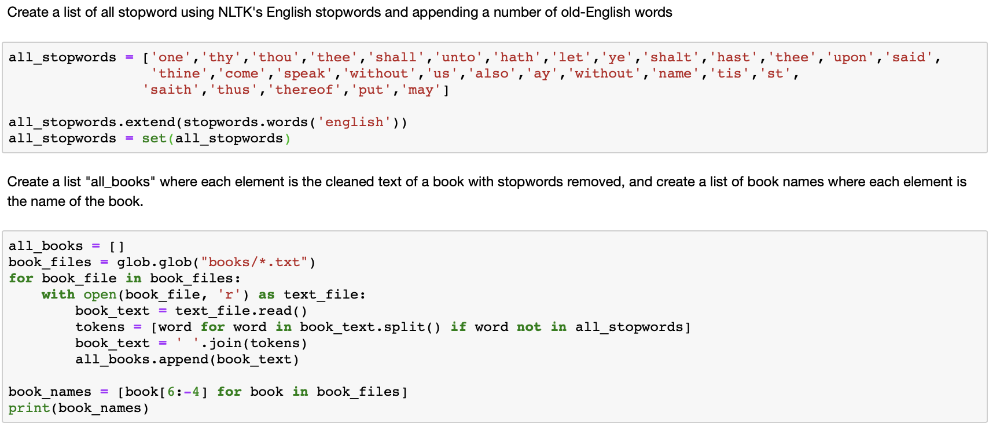 Create a list of all stopword using NLTK's English stopwords and appending a number of old-English words
all_stopwords = ['one','thy','thou','thee','shall','unto','hath','let','ye','shalt','hast','thee','upon','said',
                 'thine','come','speak','without','us','also','ay','without','name','tis','st',
                'saith','thus','thereof','put','may']
all_stopwords.extend(stopwords.words('english'))
all_stopwords = set(all_stopwords)
Create a list "all_books" where each element is the cleaned text of a book with stopwords removed, and create a list of book names where each element is
the name of the book.
all_books = []
book_files = glob.glob("books/*.txt")
for book_file in book_files:
    with open(book_file, 'r') as text_file:
        book_text = text_file.read()
        tokens = [word for word in book_text.split() if word not in all_stopwords]
        book_text = ' '.join(tokens)
        all_books.append(book_text)
book_names = [book[6:-4] for book in book_files]
print(book_names)